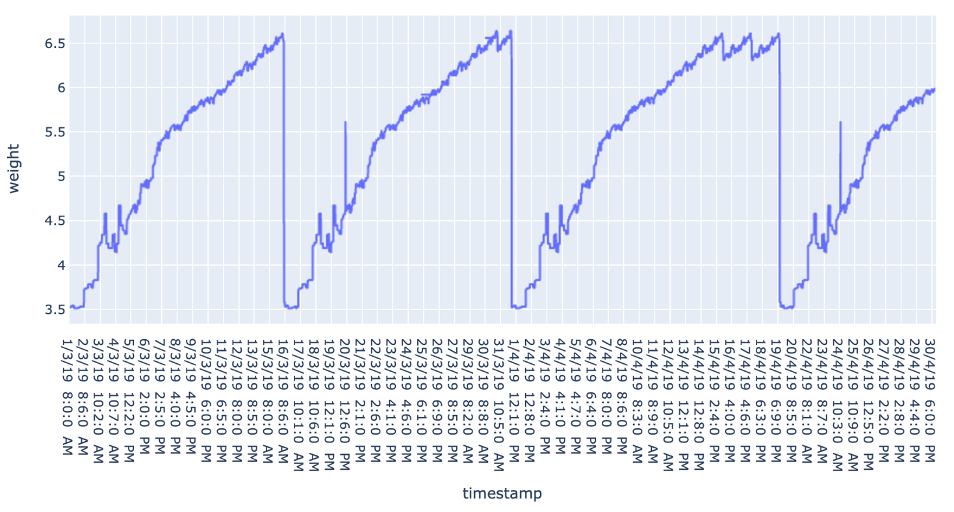 6.5
6
5.5
5
4.5
4
3.5
weight
1/3/19 8:0:0 AM
2/3/19 8:6:0 AM
3/3/19 10:2:0 AM
4/3/19 10:7:0 AM
5/3/19 12:2:0 PM
6/3/19 2:0:0 PM
7/3/19 2:5:0 PM
8/3/19 4:0:0 PM
9/3/19 4:5:0 PM
10/3/19 6:0:0 PM
11/3/19 6:5:0 PM
12/3/19 8:0:0 PM
13/3/19 8:5:0 PM
15/3/19 8:0:0 AM
16/3/19 8:6:0 AM
17/3/19 10:1:0 AM
18/3/19 10:6:0 AM
19/3/19 12:1:0 PM
20/3/19 12:6:0 PM
21/3/19 2:1:0 PM
22/3/19 2:6:0 PM
23/3/19 4:1:0 PM
24/3/19 4:6:0 PM
25/3/19 6:1:0 PM
26/3/19 6:9:0 PM
27/3/19 8:5:0 PM
29/3/19 8:2:0 AM
30/3/19 8:8:0 AM
31/3/19 10:5:0 AM
1/4/19 12:1:0 PM
2/4/19 12:8:0 PM
3/4/19 2:4:0 PM
4/4/19 4:1:0 PM
5/4/19 4:7:0 PM
6/4/19 6:4:0 PM
7/4/19 8:1:0 PM
8/4/19 8:6:0 PM
10/4/19 8:3:0 AM
11/4/19 8:9:0 AM
12/4/19 10:5:0 AM
13/4/19 12:1:0 PM
14/4/19 12:8:0 PM
15/4/19 2:4:0 PM
16/4/19 4:0:0 PM
17/4/19 4:6:0 PM
18/4/19 6:3:0 PM
19/4/19 6:9:0 PM
20/4/19 8:5:0 PM
22/4/19 8:1:0 AM
23/4/19 8:7:0 AM
24/4/19 10:3:0 AM
25/4/19 10:9:0 AM
26/4/19 12:5:0 PM
27/4/19 2:2:0 PM
28/4/19 2:8:0 PM
29/4/19 4:4:0 PM
30/4/19 6:0:0 PM
timestamp